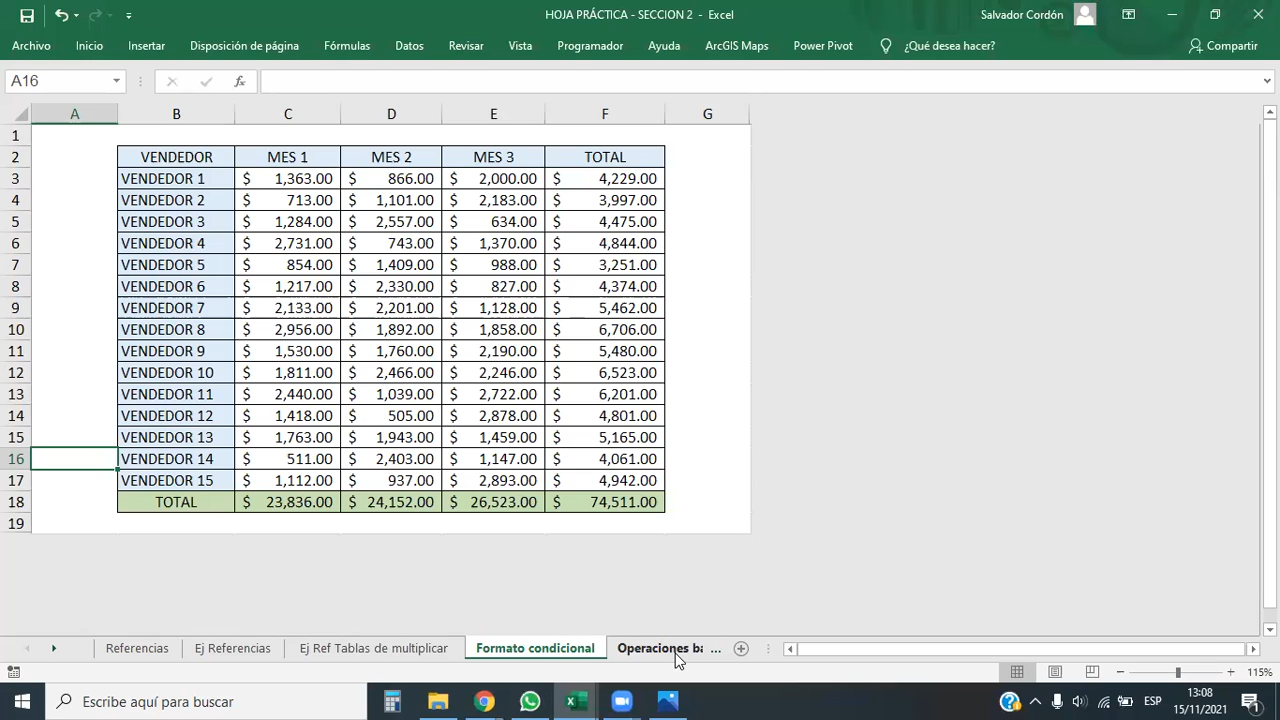 HOJA PRÁCTICA - SECCION 2 - Excel
Salvador Cordón
Archivo Inicio Insertar Disposición de página Fórmulas Datos Revisar Vista Programador Ayuda ArcGIS Maps Power Pivot ¿Qué desea hacer? Compartir
A16 fx
A B C D E F G
1
2 VENDEDOR MES 1 MES 2 MES 3 TOTAL
3 VENDEDOR 1 $ 1,363.00 $ 866.00 $ 2,000.00 $ 4,229.00
4 VENDEDOR 2 $ 713.00 $ 1,101.00 $ 2,183.00 $ 3,997.00
5 VENDEDOR 3 $ 1,284.00 $ 2,557.00 $ 634.00 $ 4,475.00
6 VENDEDOR 4 $ 2,731.00 $ 743.00 $ 1,370.00 $ 4,844.00
7 VENDEDOR 5 $ 854.00 $ 1,409.00 $ 988.00 $ 3,251.00
8 VENDEDOR 6 $ 1,217.00 $ 2,330.00 $ 827.00 $ 4,374.00
9 VENDEDOR 7 $ 2,133.00 $ 2,201.00 $ 1,128.00 $ 5,462.00
10 VENDEDOR 8 $ 2,956.00 $ 1,892.00 $ 1,858.00 $ 6,706.00
11 VENDEDOR 9 $ 1,530.00 $ 1,760.00 $ 2,190.00 $ 5,480.00
12 VENDEDOR 10 $ 1,811.00 $ 2,466.00 $ 2,246.00 $ 6,523.00
13 VENDEDOR 11 $ 2,440.00 $ 1,039.00 $ 2,722.00 $ 6,201.00
14 VENDEDOR 12 $ 1,418.00 $ 505.00 $ 2,878.00 $ 4,801.00
15 VENDEDOR 13 $ 1,763.00 $ 1,943.00 $ 1,459.00 $ 5,165.00
16 VENDEDOR 14 $ 511.00 $ 2,403.00 $ 1,147.00 $ 4,061.00
17 VENDEDOR 15 $ 1,112.00 $ 937.00 $ 2,893.00 $ 4,942.00
18 TOTAL $ 23,836.00 $ 24,152.00 $ 26,523.00 $ 74,511.00
19
Referencias Ej Referencias Ej Ref Tablas de multiplicar Formato condicional Operaciones ba ...
115%
Escribe aquí para buscar
ESP
13:08
15/11/2021
1